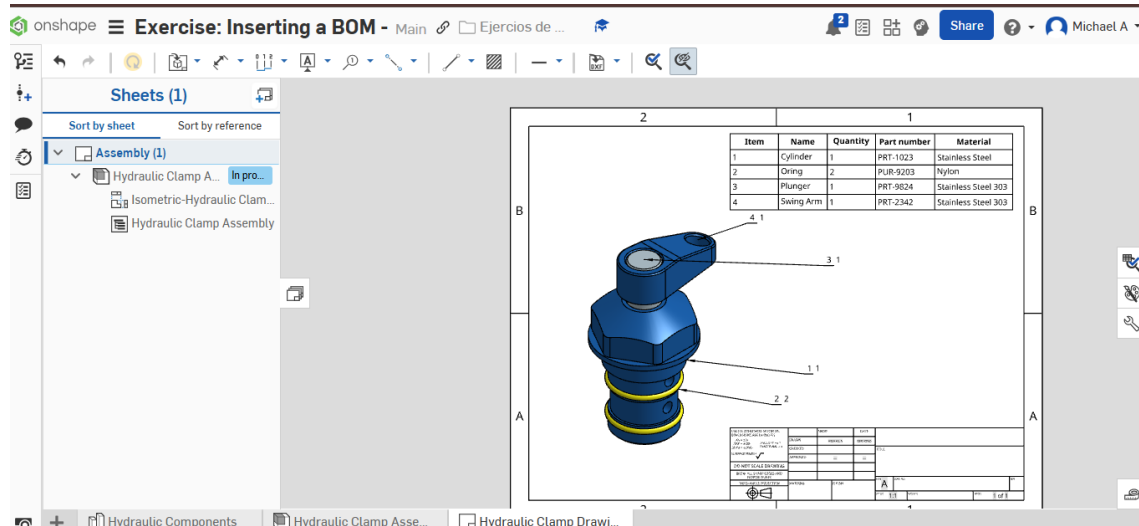 onshape Exercise: Inserting a BOM - Main Ejercios de ... 2 Share Michael A
Sheets (1)
Sort by sheet Sort by reference
Assembly (1)
Hydraulic Clamp A... In pro...
Isometric-Hydraulic Clam...
Hydraulic Clamp Assembly
2 1
Item Name Quantity Part number Material
1 Cylinder 1 PRT-1023 Stainless Steel
2 Oring 2 PUR-9203 Nylon
3 Plunger 1 PRT-9824 Stainless Steel 303
4 Swing Arm 1 PRT-2342 Stainless Steel 303
B B
4 1
3 1
1 1
2 2
A A
DO NOT SCALE DRAWING
A
1:1 1 of 1
Hydraulic Components Hydraulic Clamp Asse... Hydraulic Clamp Drawi...